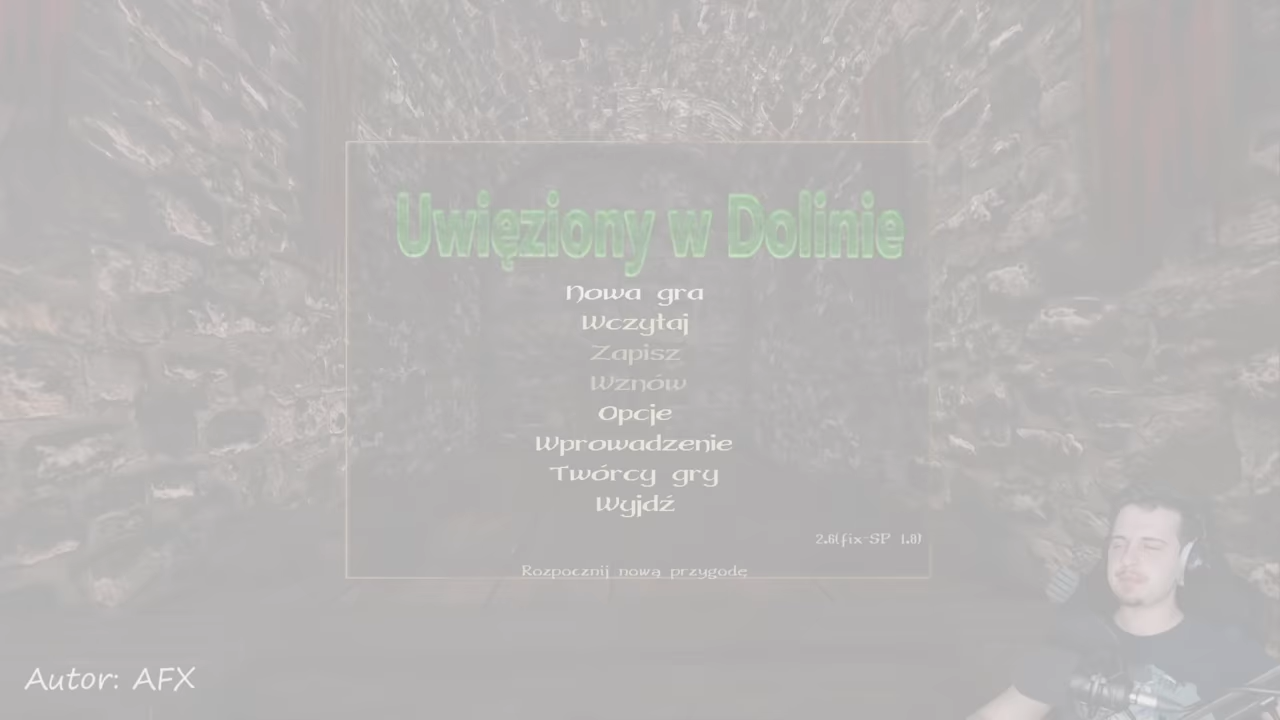 Uwięziony w Dolinie
Nowa gra
Wczytaj
Zapisz
Wznów
Opcje
Wprowadzenie
Twórcy gry
Wyjdź
2.6(fix-SP 1.8)
Rozpocznij nową przygodę
Autor: AFX